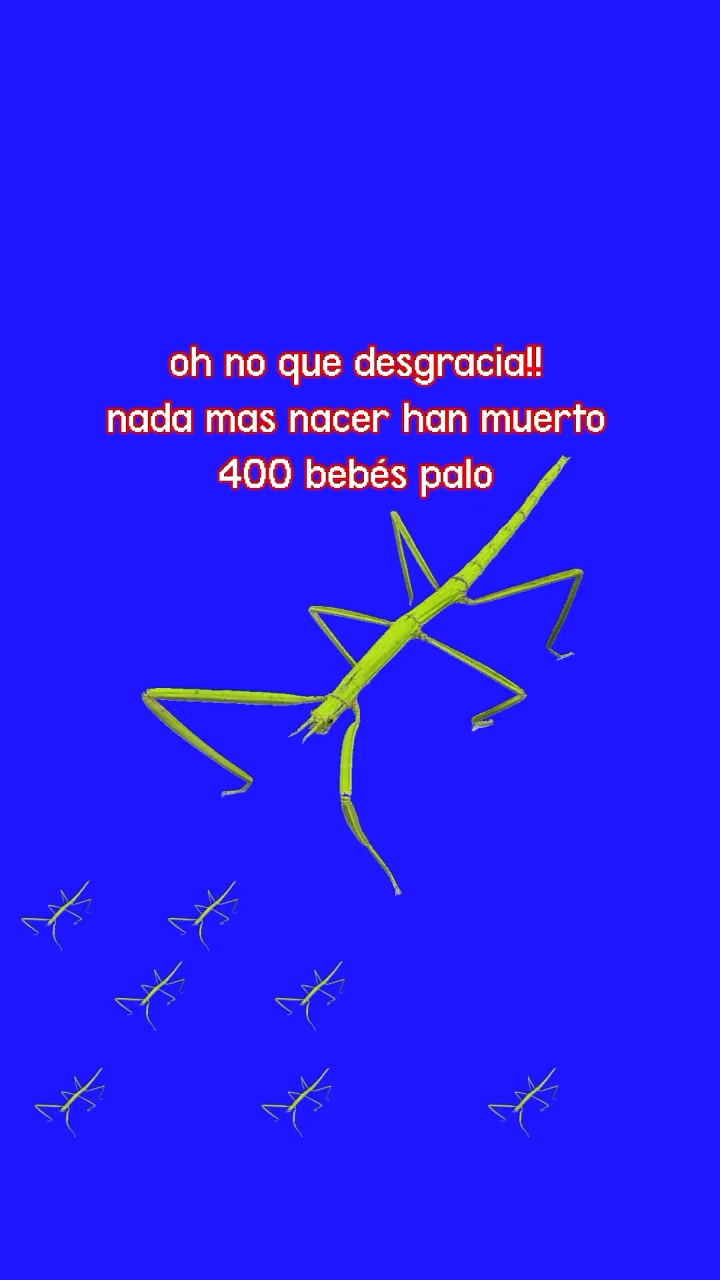 oh no que desgracia!!
nada mas nacer han muerto
400 bebés palo